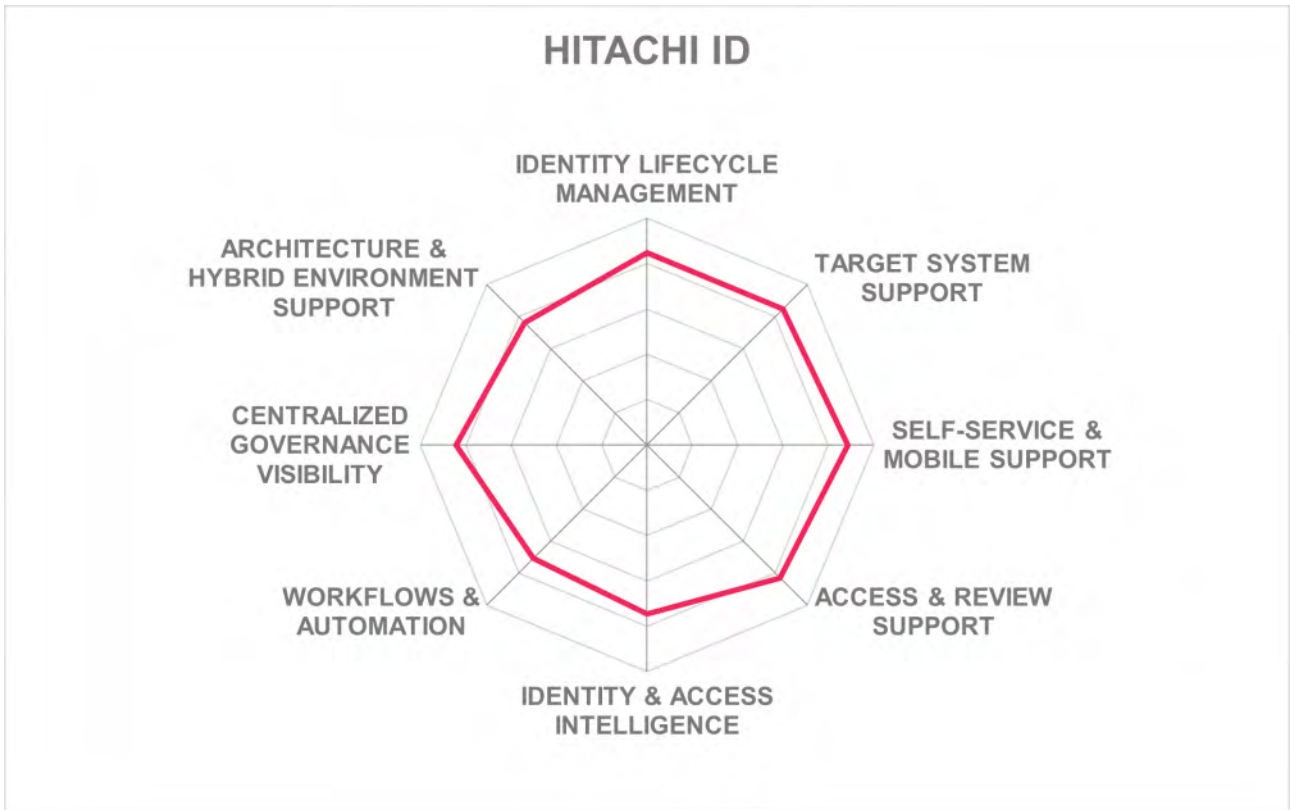 HITACHI ID
IDENTITY LIFECYCLE
MANAGEMENT
ARCHITECTURE &
HYBRID ENVIRONMENT
SUPPORT
TARGET SYSTEM
SUPPORT
CENTRALIZED
GOVERNANCE
VISIBILITY
SELF-SERVICE &
MOBILE SUPPORT
WORKFLOWS &
AUTOMATION
ACCESS & REVIEW
SUPPORT
IDENTITY & ACCESS
INTELLIGENCE